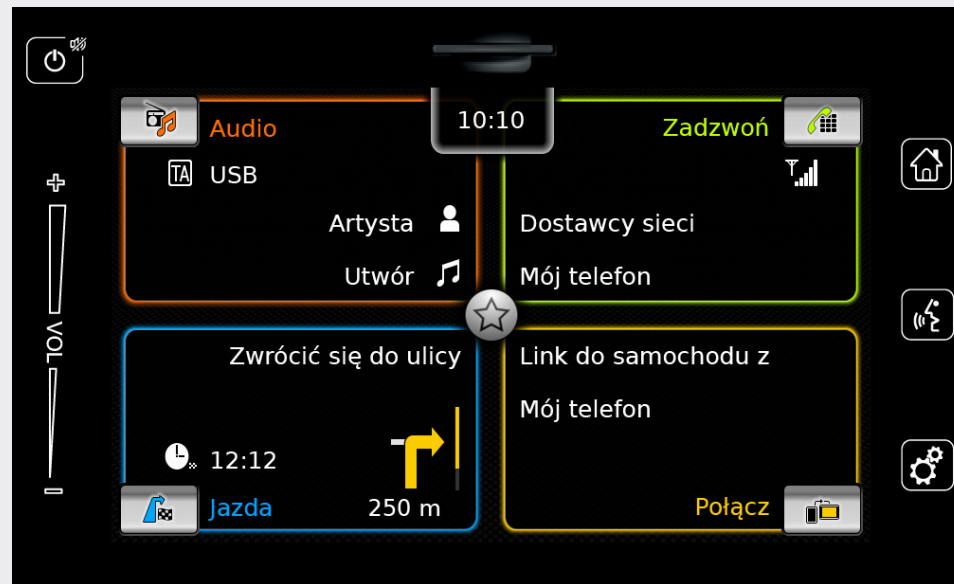 10:10
Audio
TA USB
Artysta
Utwór
Zadzwoń
Dostawcy sieci
Mój telefon
VOL
Zwrócić się do ulicy
12:12
Jazda
250 m
Link do samochodu z
Mój telefon
Połącz